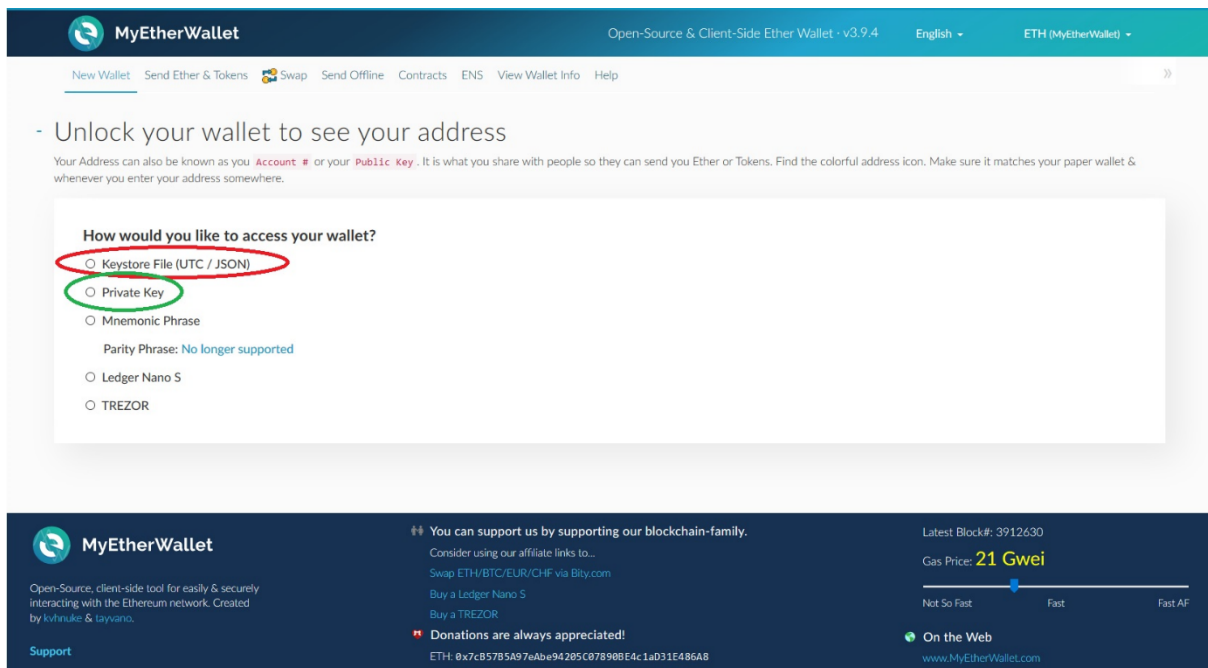 MyEtherWallet
Open-Source & Client-Side Ether Wallet · v3.9.4
English
ETH (MyEtherWallet)
New Wallet Send Ether & Tokens Swap Send Offline Contracts ENS View Wallet Info Help
- Unlock your wallet to see your address
Your Address can also be known as you Account # or your Public Key . It is what you share with people so they can send you Ether or Tokens. Find the colorful address icon. Make sure it matches your paper wallet &
whenever you enter your address somewhere.
How would you like to access your wallet?
Keystore File (UTC / JSON)
Private Key
Mnemonic Phrase
Parity Phrase: No longer supported
Ledger Nano S
TREZOR
MyEtherWallet
Open-Source, client-side tool for easily & securely
interacting with the Ethereum network. Created
by kvhnuke & tayvano.
Support
You can support us by supporting our blockchain-family.
Consider using our affiliate links to...
Swap ETH/BTC/EUR/CHF via Bity.com
Buy a Ledger Nano S
Buy a TREZOR
Donations are always appreciated!
ETH: 0x7cB57B5A97eAbe94205C07890BE4c1aD31E486A8
Latest Block#: 3912630
Gas Price: 21 Gwei
Not So Fast Fast Fast AF
On the Web
www.MyEtherWallet.com